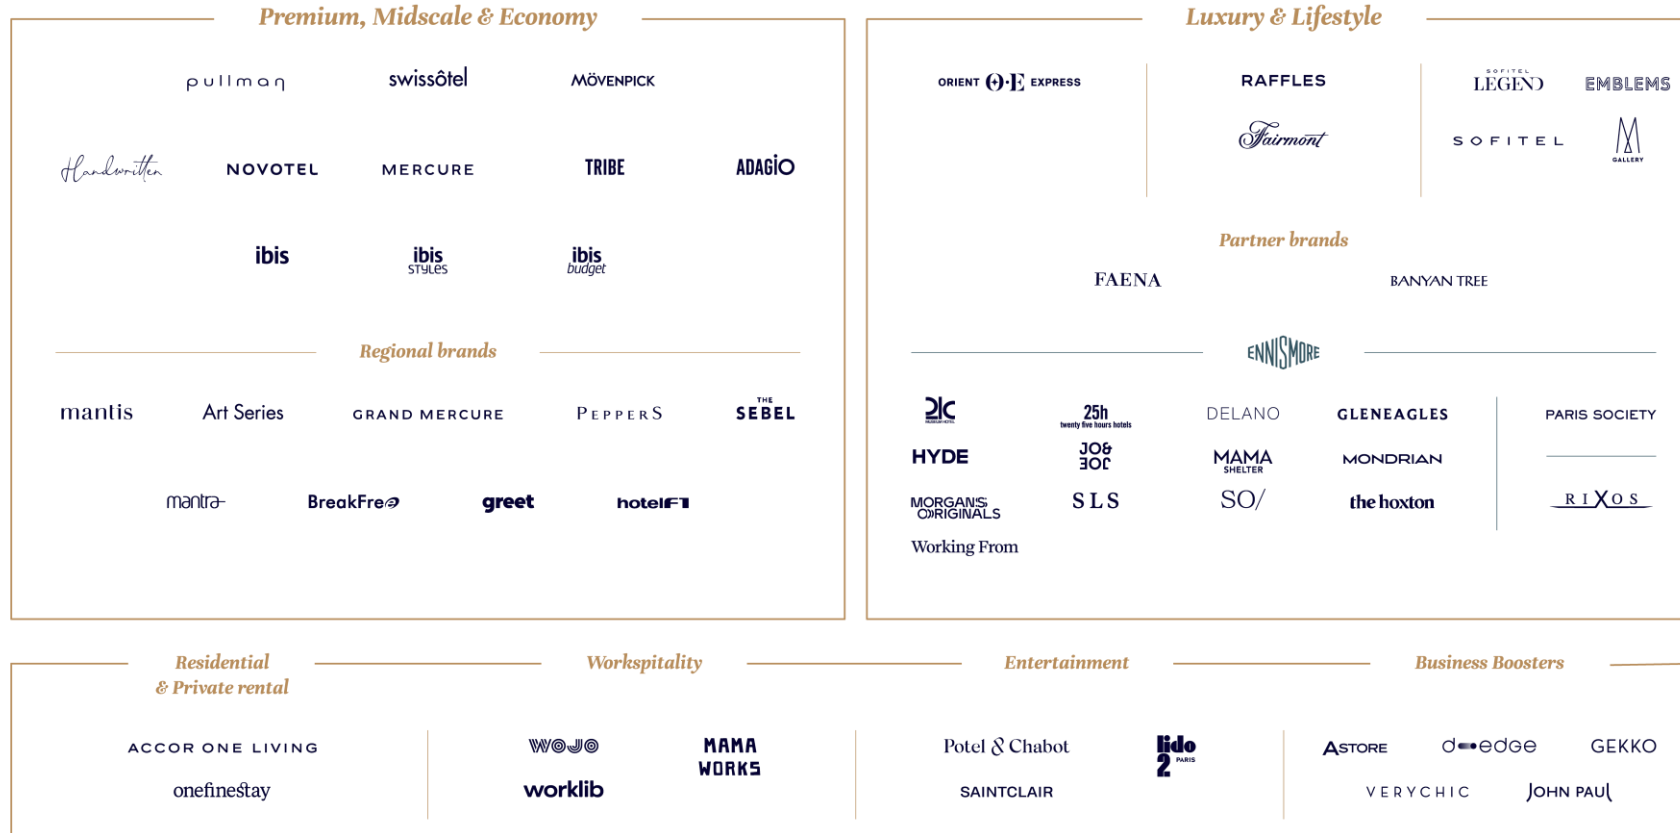 Premium, Midscale & Economy
pullman swissôtel MÖVENPICK
Handwritten NOVOTEL MERCURE TRIBE ADAGIO
ibis ibis STYLES ibis budget
Regional brands
mantis Art Series GRAND MERCURE PEPPERS THE SEBEL
mantra BreakFree greet hotelF1
Luxury & Lifestyle
ORIENT O·E EXPRESS
RAFFLES
Fairmont
SOFITEL
LEGEND
EMBLEMS
SOFITEL
M
GALLERY
Partner brands
FAENA BANYAN TREE
ENNISMORE
21C
MUSEUM HOTEL
25h
twenty five hours hotels
DELANO GLENEAGLES
HYDE JO&JOE MAMA
SHELTER
MONDRIAN
MORGANS
ORIGINALS
SLS SO/ the hoxton
Working From
PARIS SOCIETY
RIXOS
Residential
& Private rental
ACCOR ONE LIVING
onefinestay
Workspitality
WOJO
MAMA
WORKS
worklib
Entertainment
Potel & Chabot
lido
2 PARIS
SAINTCLAIR
Business Boosters
ASTORE d-edge GEKKO
VERYCHIC JOHN PAUL